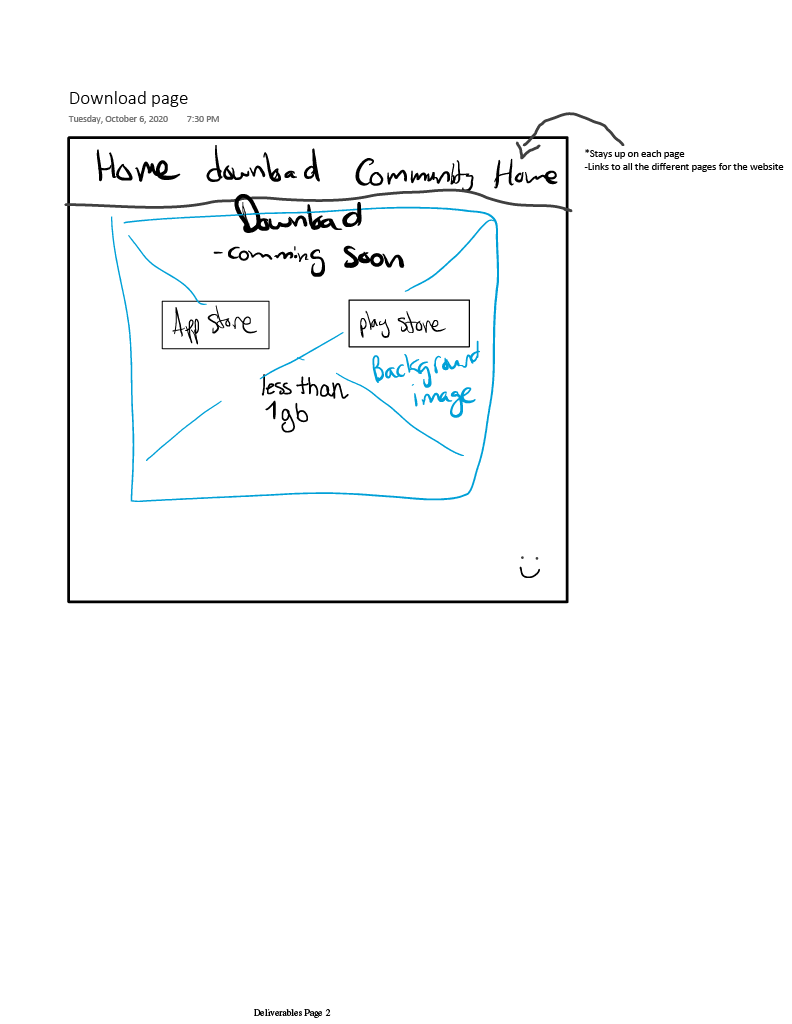 Download page
Tuesday, October 6, 2020 7:30 PM
*Stays up on each page
-Links to all the different pages for the website
Home download Community Home
Download
-comming soon
App store play store
Background
image
less than
1gb
Deliverables Page 2